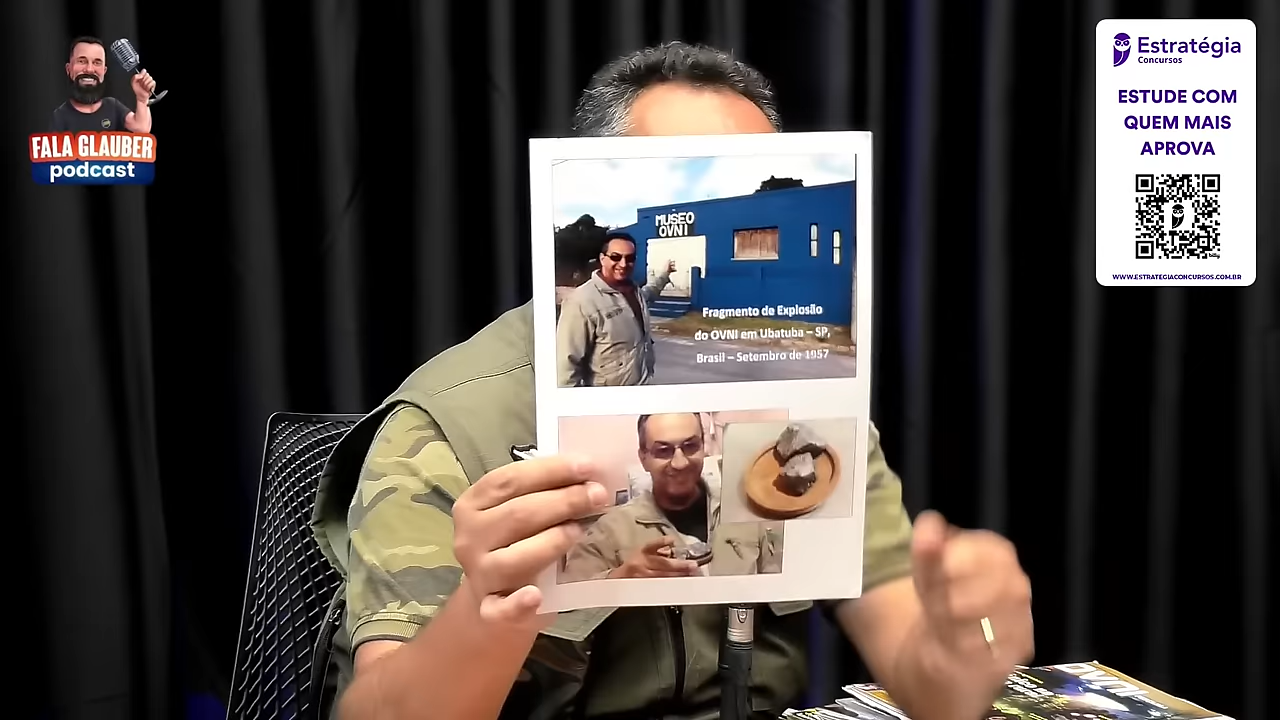 FALA GLAUBER
podcast
Estratégia
Concursos
ESTUDE COM
QUEM MAIS
APROVA
WWW.ESTRATEGIACONCURSOS.COM.BR
MUSEO
OVNI
Fragmento de Explosão
do OVNI em Ubatuba – SP,
Brasil – Setembro de 1957
OVNI